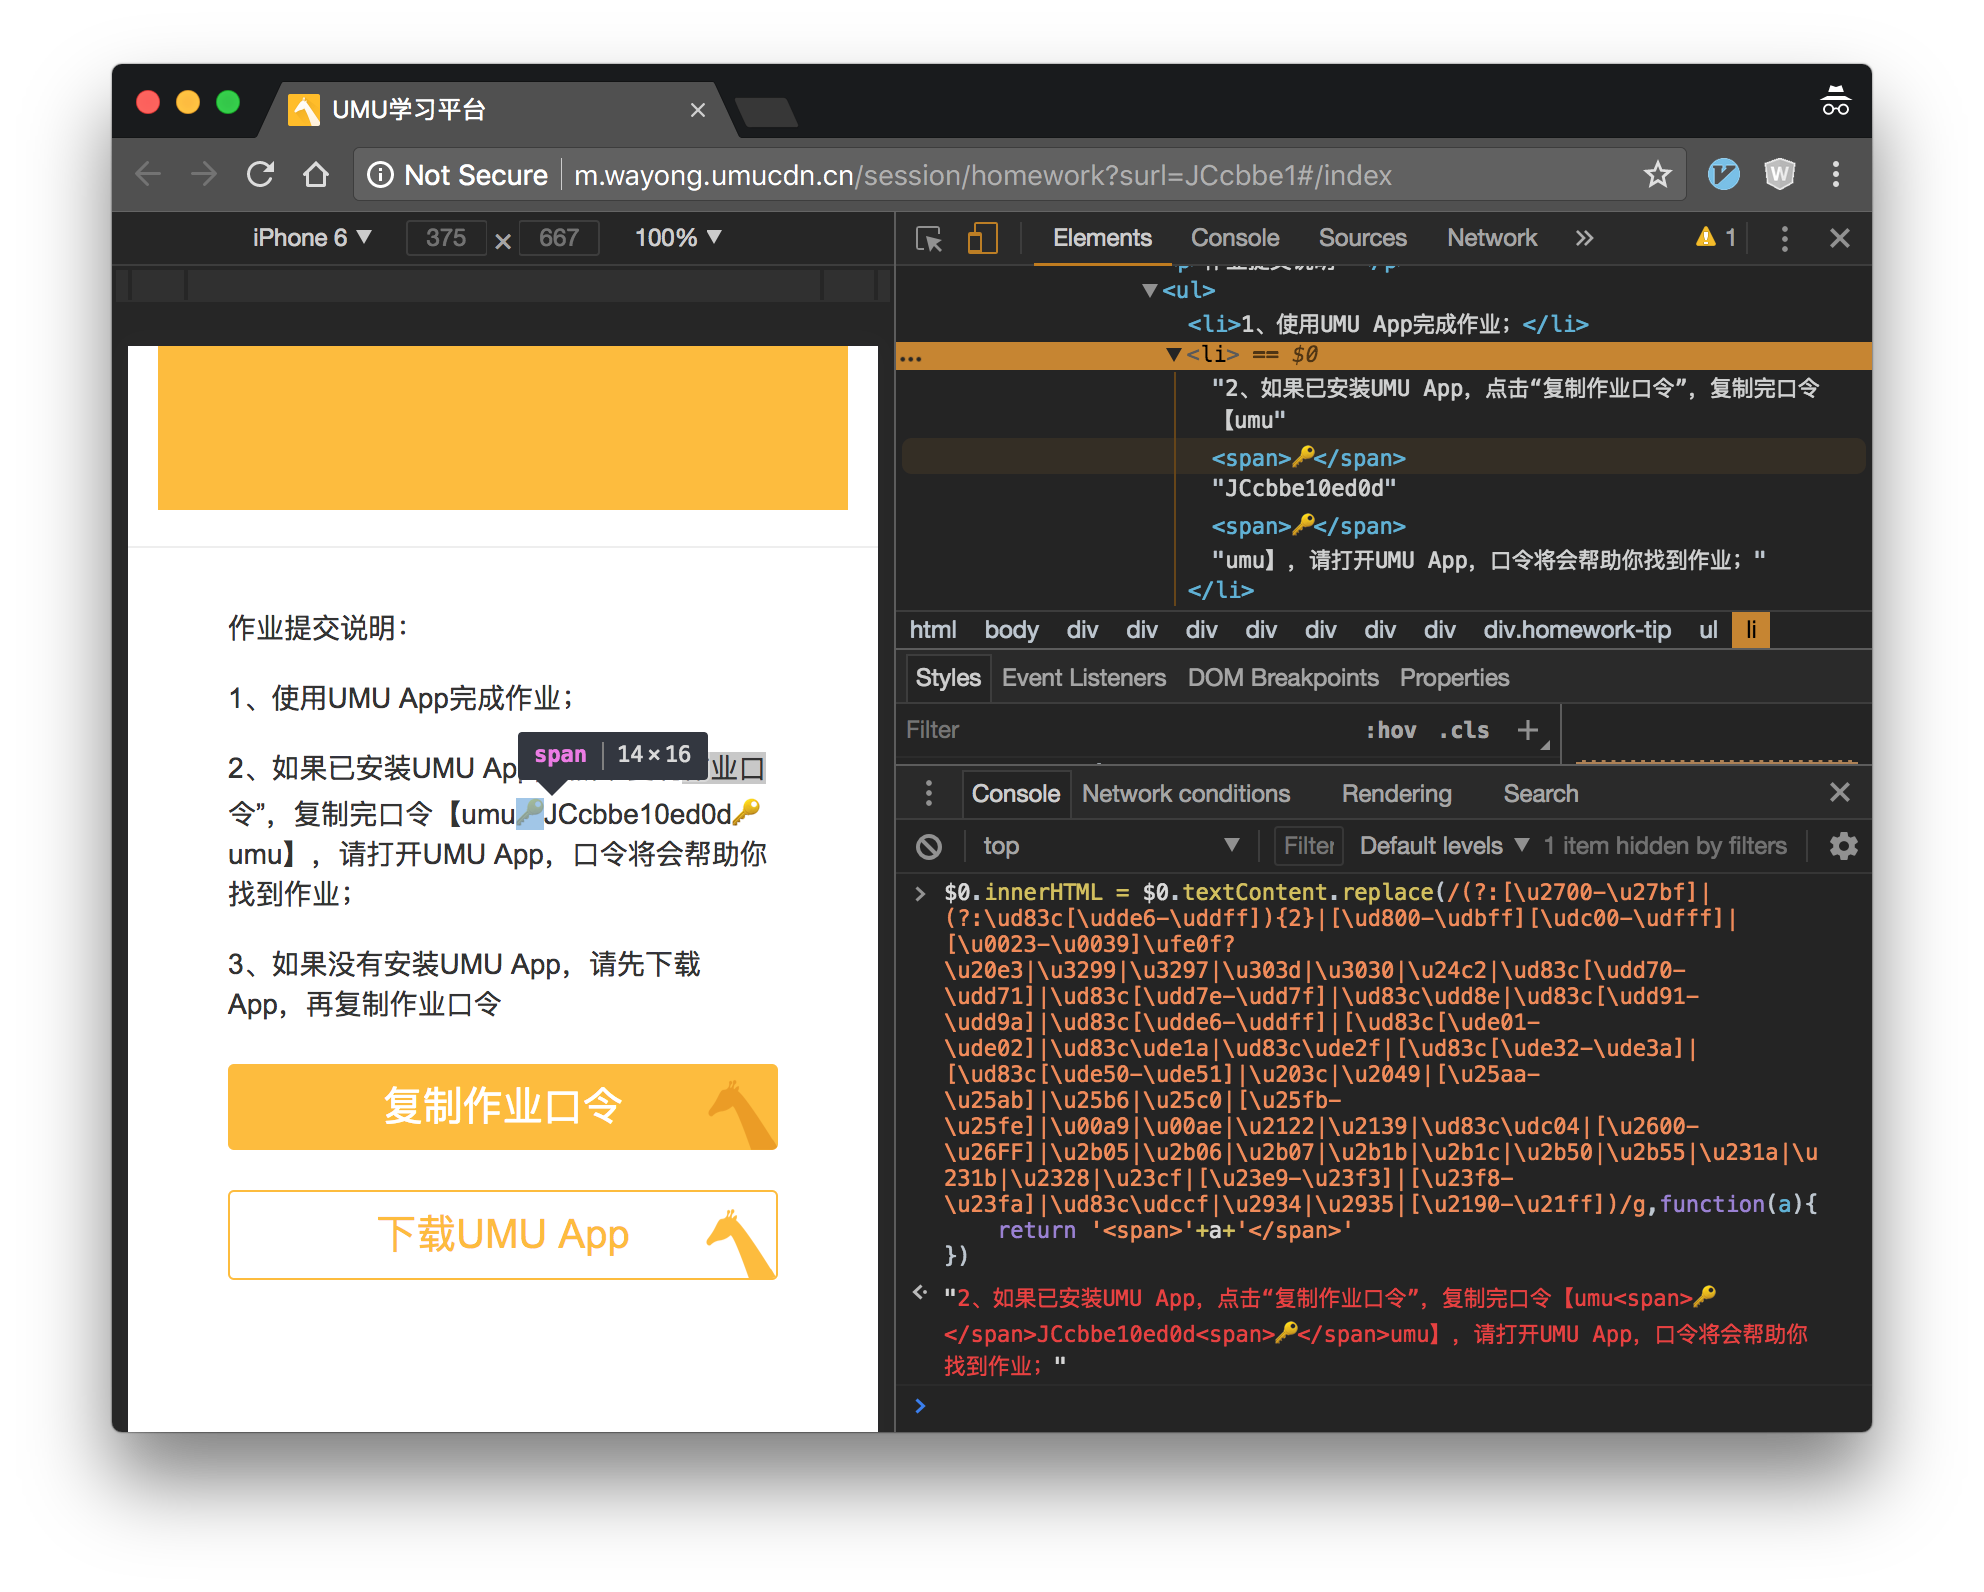 UMU学习平台
Not Secure m.wayong.umucdn.cn/session/homework?surl=JCcbbe1#/index
iPhone 6 375 × 667 100%
作业提交说明：
1、使用UMU App完成作业；
span 14 × 16
2、如果已安装UMU Ap 作业口
令”，复制完口令【umu🔑JCcbbe10ed0d🔑
umu】，请打开UMU App，口令将会帮助你
找到作业；
3、如果没有安装UMU App，请先下载
App，再复制作业口令
复制作业口令
下载UMU App
Elements Console Sources Network » 1
▼<ul>
<li>1、使用UMU App完成作业；</li>
... ▼<li> == $0
"2、如果已安装UMU App，点击“复制作业口令”，复制完口令
【umu"
<span>🔑</span>
"JCcbbe10ed0d"
<span>🔑</span>
"umu】，请打开UMU App，口令将会帮助你找到作业；"
</li>
html body div div div div div div div div.homework-tip ul li
Styles Event Listeners DOM Breakpoints Properties
Filter :hov .cls +
Console Network conditions Rendering Search
top Filter Default levels 1 item hidden by filters
> $0.innerHTML = $0.textContent.replace(/(?:[\u2700-\u27bf]|
(?:\ud83c[\udde6-\uddff]){2}|[\ud800-\udbff][\udc00-\udfff]|
[\u0023-\u0039]\ufe0f?
\u20e3|\u3299|\u3297|\u303d|\u3030|\u24c2|\ud83c[\udd70-
\udd71]|\ud83c[\udd7e-\udd7f]|\ud83c\udd8e|\ud83c[\udd91-
\udd9a]|\ud83c[\udde6-\uddff]|[\ud83c[\ude01-
\ude02]|\ud83c\ude1a|\ud83c\ude2f|[\ud83c[\ude32-\ude3a]|
[\ud83c[\ude50-\ude51]|\u203c|\u2049|[\u25aa-
\u25ab]|\u25b6|\u25c0|[\u25fb-
\u25fe]|\u00a9|\u00ae|\u2122|\u2139|\ud83c\udc04|[\u2600-
\u26FF]|\u2b05|\u2b06|\u2b07|\u2b1b|\u2b1c|\u2b50|\u2b55|\u231a|\u
231b|\u2328|\u23cf|[\u23e9-\u23f3]|[\u23f8-
\u23fa]|\ud83c\udccf|\u2934|\u2935|[\u2190-\u21ff])/g,function(a){
return '<span>'+a+'</span>'
})
"2、如果已安装UMU App，点击“复制作业口令”，复制完口令【umu<span>🔑
</span>JCcbbe10ed0d<span>🔑</span>umu】，请打开UMU App，口令将会帮助你
找到作业；"
>